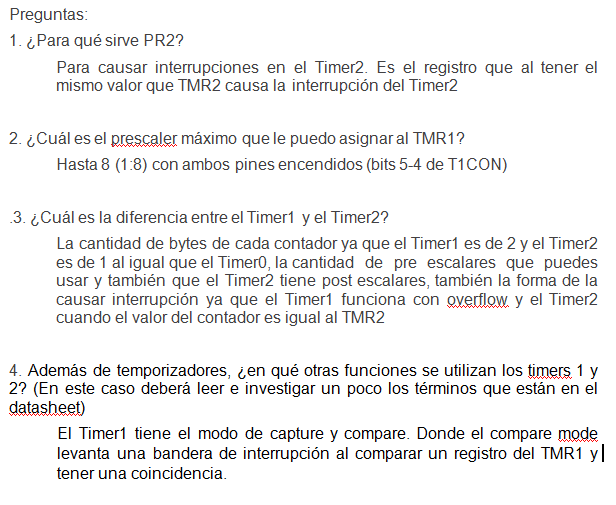 Preguntas:
1. ¿Para qué sirve PR2?
Para causar interrupciones en el Timer2. Es el registro que al tener el
mismo valor que TMR2 causa la interrupción del Timer2
2. ¿Cuál es el prescaler máximo que le puedo asignar al TMR1?
Hasta 8 (1:8) con ambos pines encendidos (bits 5-4 de T1CON)
.3. ¿Cuál es la diferencia entre el Timer1 y el Timer2?
La cantidad de bytes de cada contador ya que el Timer1 es de 2 y el Timer2
es de 1 al igual que el Timer0, la cantidad de pre escalares que puedes
usar y también que el Timer2 tiene post escalares, también la forma de la
causar interrupción ya que el Timer1 funciona con overflow y el Timer2
cuando el valor del contador es igual al TMR2
4. Además de temporizadores, ¿en qué otras funciones se utilizan los timers 1 y
2? (En este caso deberá leer e investigar un poco los términos que están en el
datasheet)
El Timer1 tiene el modo de capture y compare. Donde el compare mode
levanta una bandera de interrupción al comparar un registro del TMR1 y
tener una coincidencia.